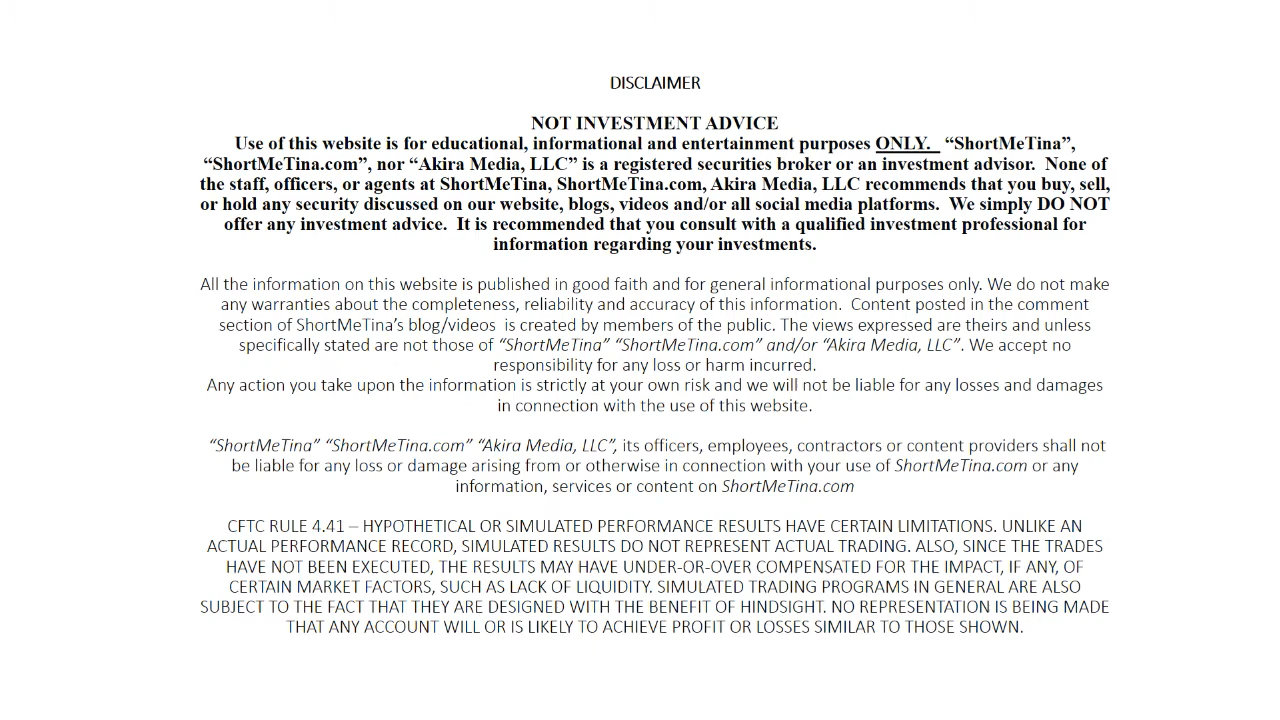 DISCLAIMER
NOT INVESTMENT ADVICE
Use of this website is for educational, informational and entertainment purposes ONLY.  “ShortMeTina”,
“ShortMeTina.com”, nor “Akira Media, LLC” is a registered securities broker or an investment advisor.  None of
the staff, officers, or agents at ShortMeTina, ShortMeTina.com, Akira Media, LLC recommends that you buy, sell,
or hold any security discussed on our website, blogs, videos and/or all social media platforms.  We simply DO NOT
offer any investment advice.  It is recommended that you consult with a qualified investment professional for
information regarding your investments.
All the information on this website is published in good faith and for general informational purposes only. We do not make
any warranties about the completeness, reliability and accuracy of this information.  Content posted in the comment
section of ShortMeTina’s blog/videos  is created by members of the public. The views expressed are theirs and unless
specifically stated are not those of “ShortMeTina” “ShortMeTina.com” and/or “Akira Media, LLC”. We accept no
responsibility for any loss or harm incurred.
Any action you take upon the information is strictly at your own risk and we will not be liable for any losses and damages
in connection with the use of this website.
“ShortMeTina” “ShortMeTina.com” “Akira Media, LLC”, its officers, employees, contractors or content providers shall not
be liable for any loss or damage arising from or otherwise in connection with your use of ShortMeTina.com or any
information, services or content on ShortMeTina.com
CFTC RULE 4.41 – HYPOTHETICAL OR SIMULATED PERFORMANCE RESULTS HAVE CERTAIN LIMITATIONS. UNLIKE AN
ACTUAL PERFORMANCE RECORD, SIMULATED RESULTS DO NOT REPRESENT ACTUAL TRADING. ALSO, SINCE THE TRADES
HAVE NOT BEEN EXECUTED, THE RESULTS MAY HAVE UNDER-OR-OVER COMPENSATED FOR THE IMPACT, IF ANY, OF
CERTAIN MARKET FACTORS, SUCH AS LACK OF LIQUIDITY. SIMULATED TRADING PROGRAMS IN GENERAL ARE ALSO
SUBJECT TO THE FACT THAT THEY ARE DESIGNED WITH THE BENEFIT OF HINDSIGHT. NO REPRESENTATION IS BEING MADE
THAT ANY ACCOUNT WILL OR IS LIKELY TO ACHIEVE PROFIT OR LOSSES SIMILAR TO THOSE SHOWN.